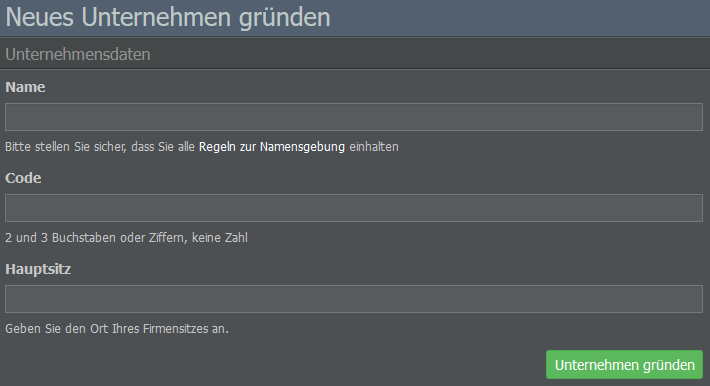 Neues Unternehmen gründen
Unternehmensdaten
Name
Bitte stellen Sie sicher, dass Sie alle Regeln zur Namensgebung einhalten
Code
2 und 3 Buchstaben oder Ziffern, keine Zahl
Hauptsitz
Geben Sie den Ort Ihres Firmensitzes an.
Unternehmen gründen